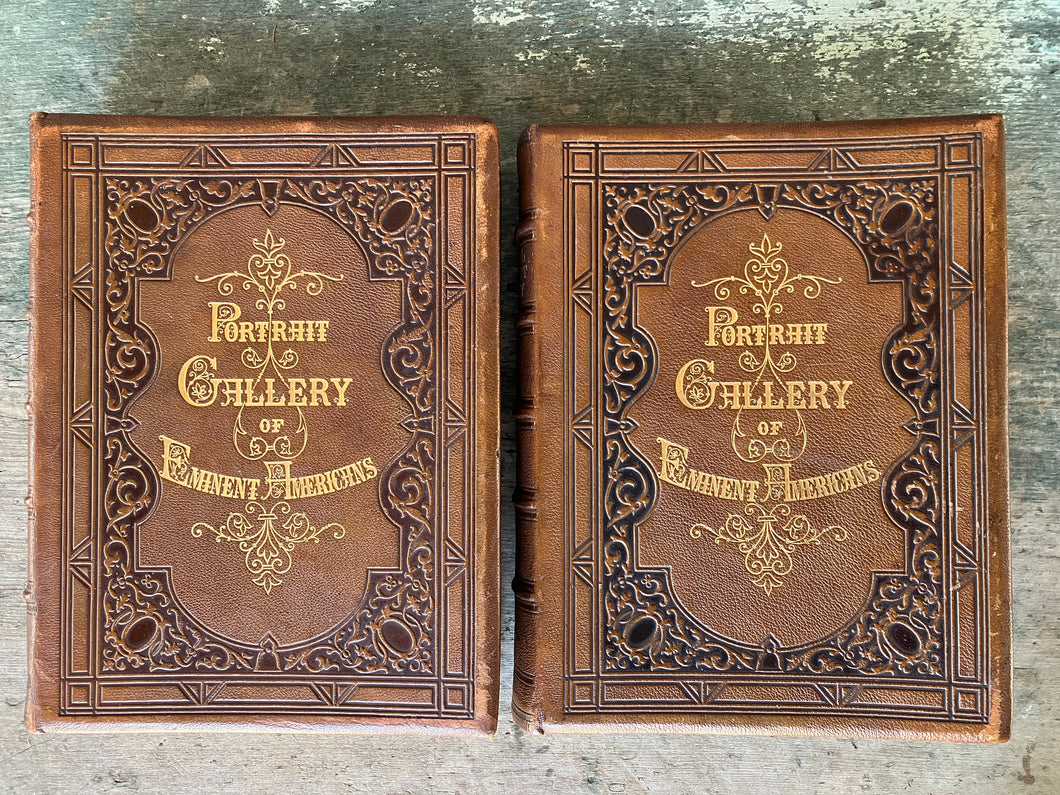 Portrait
Gallery
of
Eminent Americans
Portrait
Gallery
of
Eminent Americans